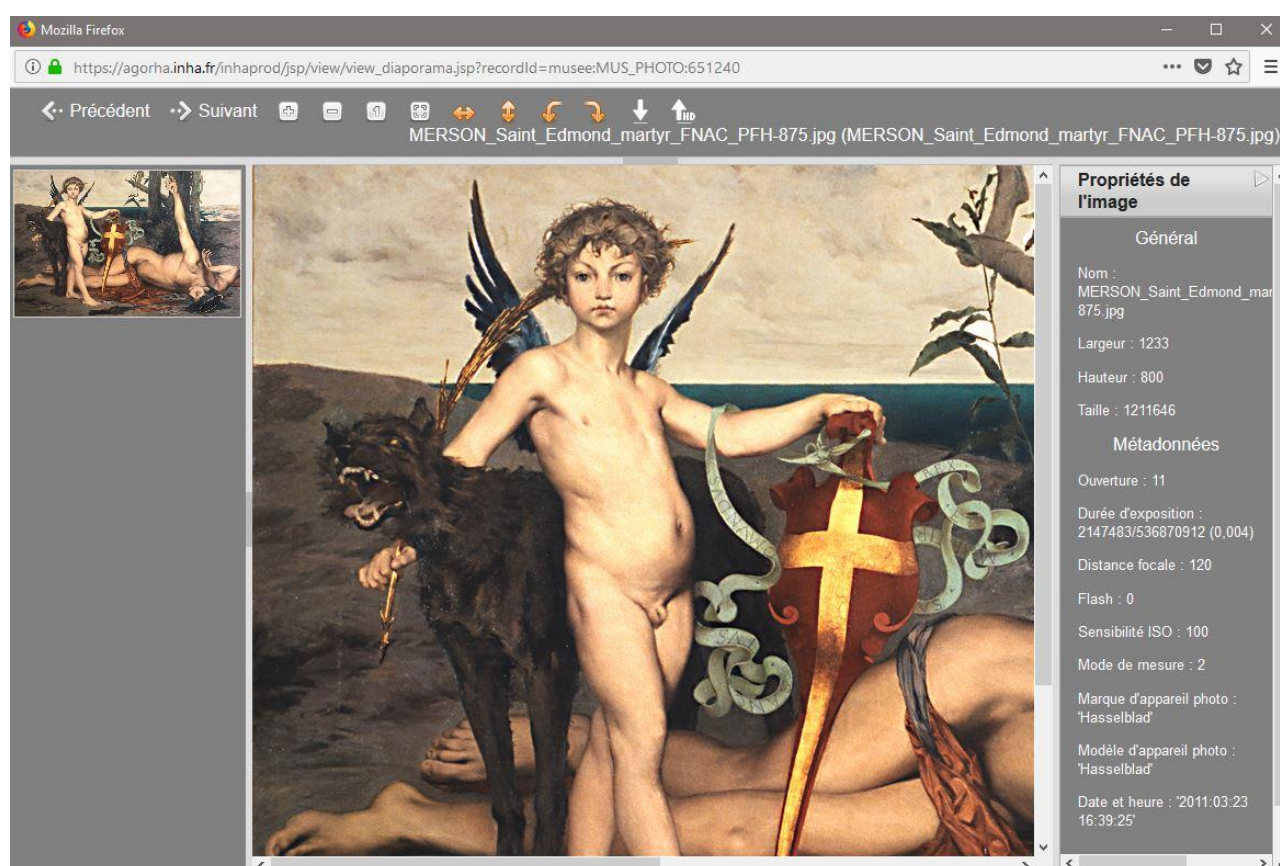 Mozilla Firefox
https://agorha.inha.fr/inhaprod/jsp/view/view_diaporama.jsp?recordId=musee:MUS_PHOTO:651240
Précédent Suivant
HD
MERSON_Saint_Edmond_martyr_FNAC_PFH-875.jpg (MERSON_Saint_Edmond_martyr_FNAC_PFH-875.jpg)
REX
Propriétés de
l'image
Général
Nom :
MERSON_Saint_Edmond_mar
875.jpg
Largeur : 1233
Hauteur : 800
Taille : 1211646
Métadonnées
Ouverture : 11
Durée d'exposition :
2147483/536870912 (0,004)
Distance focale : 120
Flash : 0
Sensibilité ISO : 100
Mode de mesure : 2
Marque d'appareil photo :
'Hasselblad'
Modèle d'appareil photo :
'Hasselblad'
Date et heure : '2011:03:23
16:39:25'